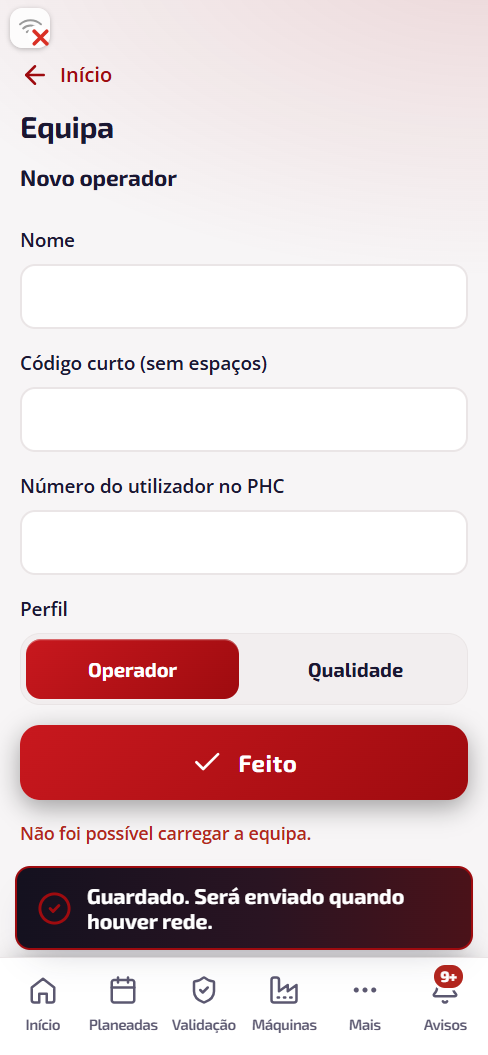 Início
Equipa
Novo operador
Nome
Código curto (sem espaços)
Número do utilizador no PHC
Perfil
Operador
Qualidade
Feito
Não foi possível carregar a equipa.
Guardado. Será enviado quando
houver rede.
9+
Início
Planeadas
Validação
Máquinas
Mais
Avisos